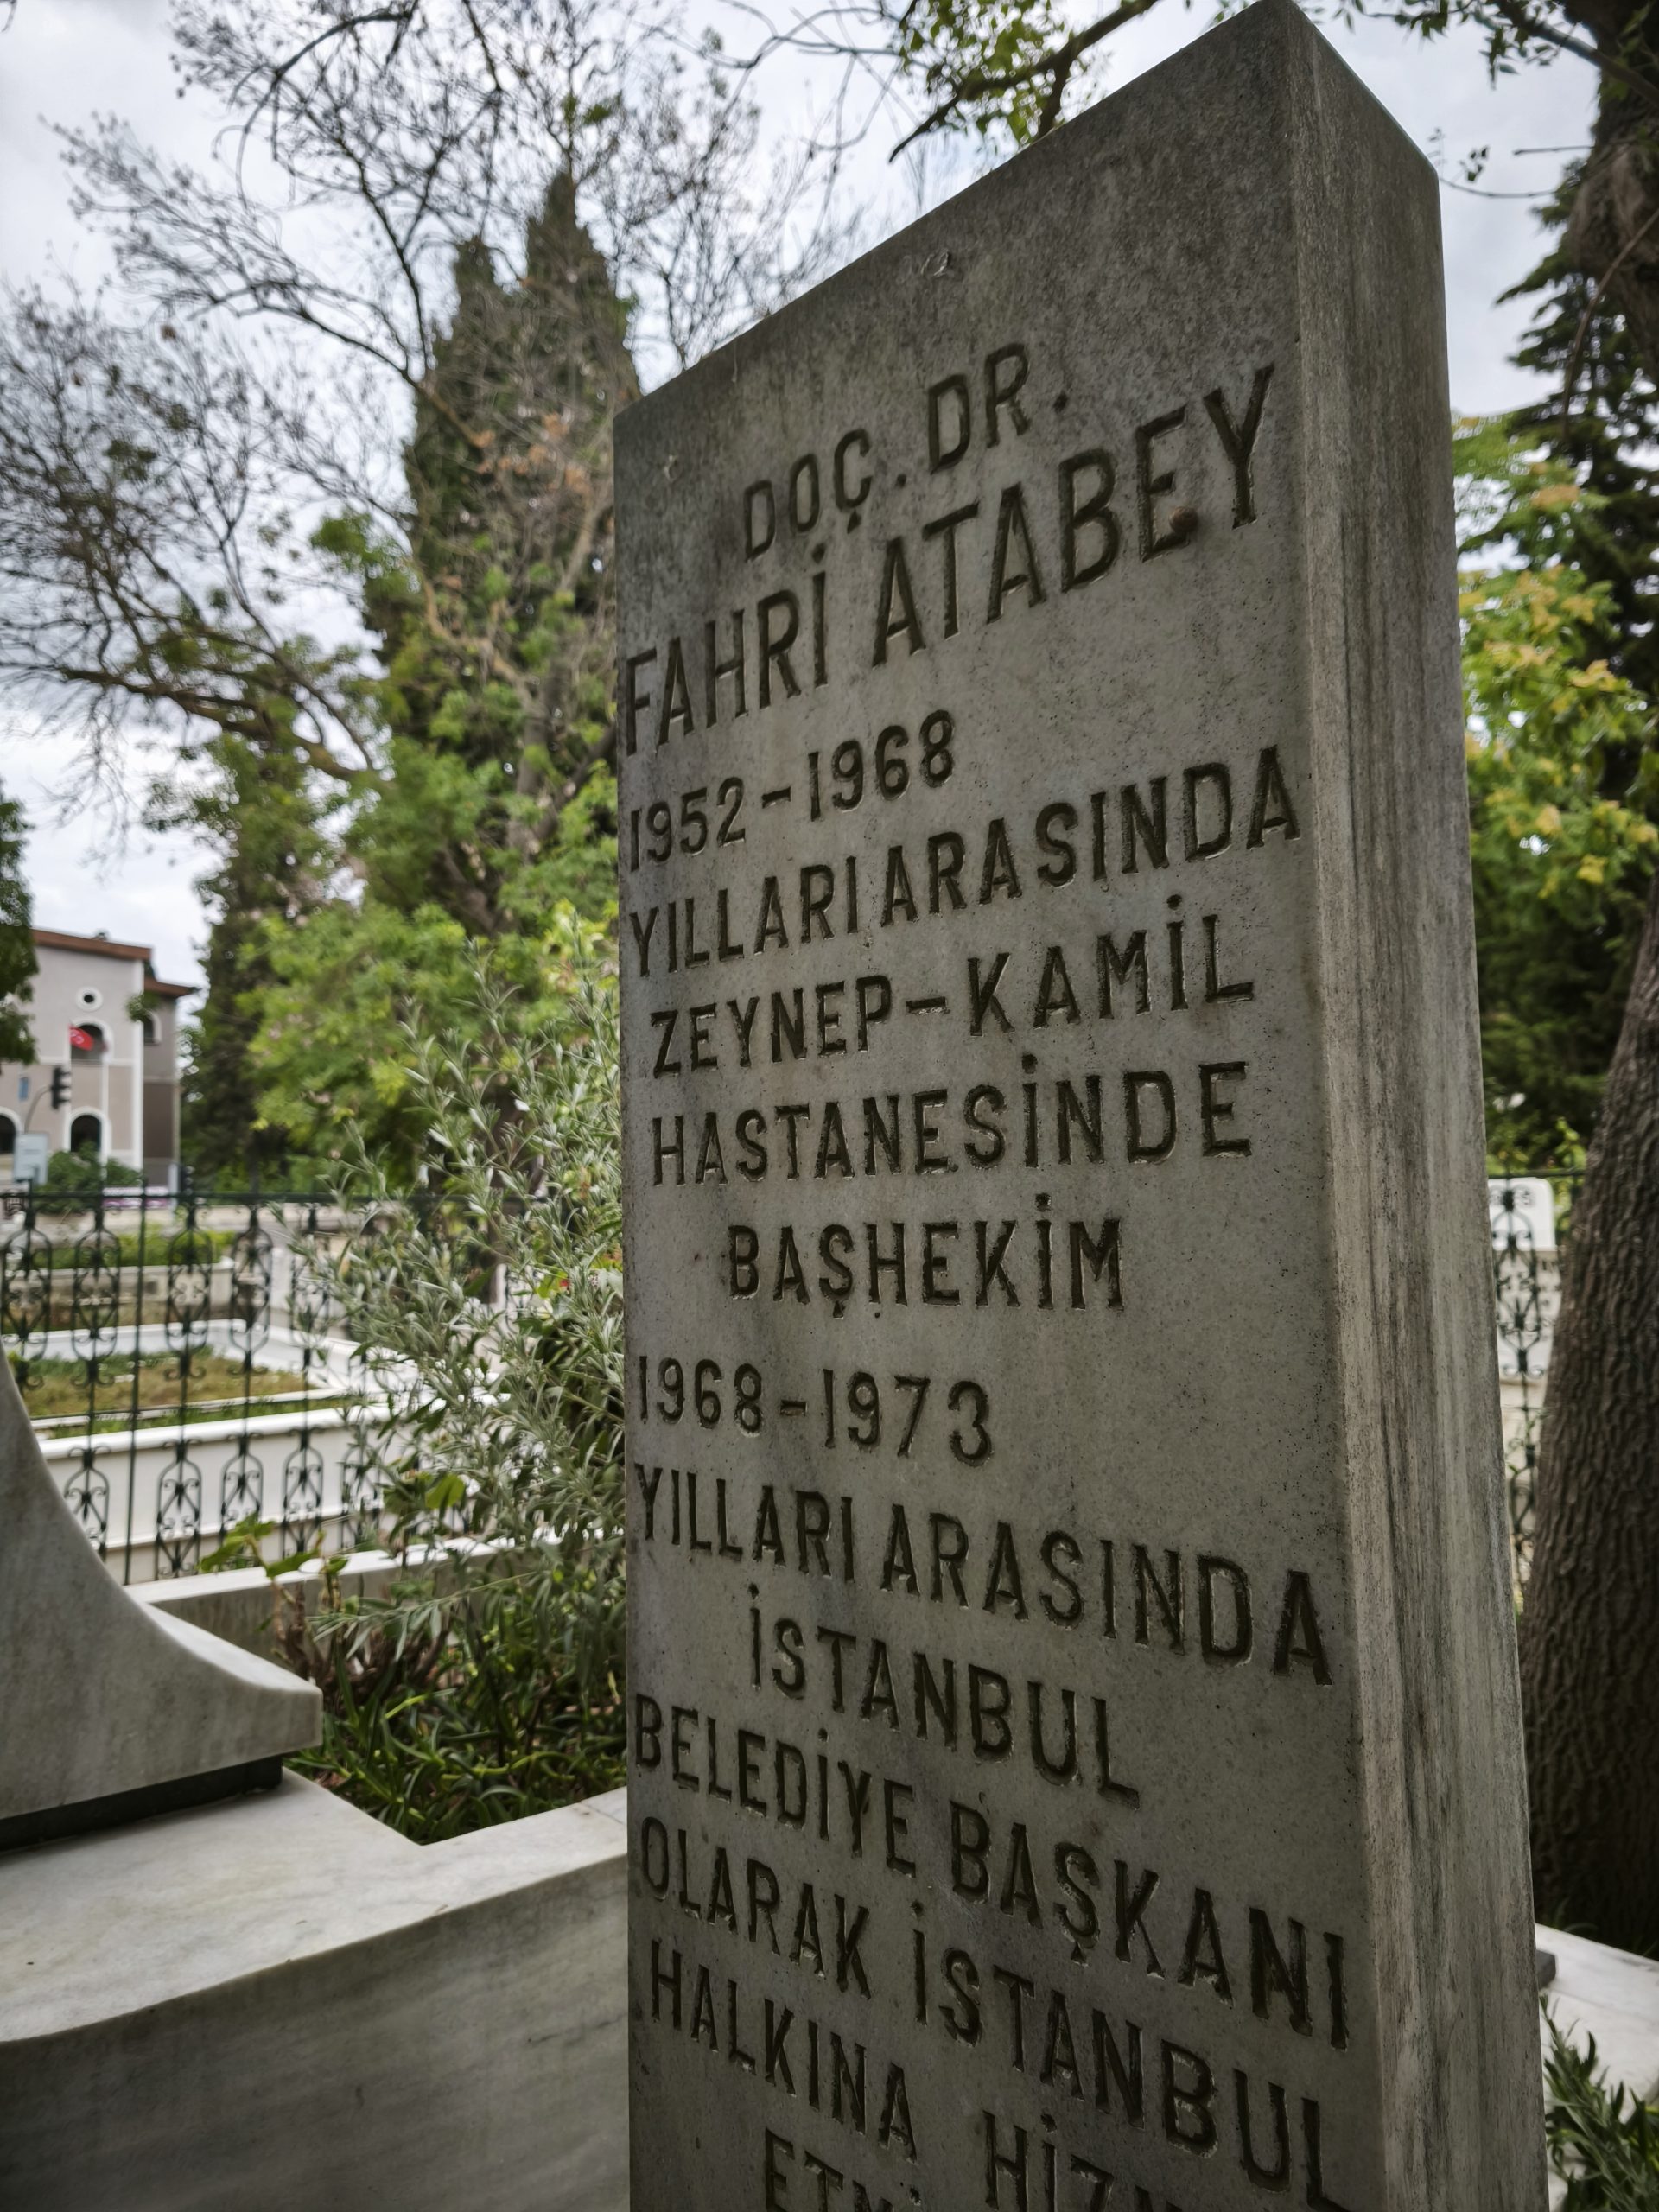 DOÇ. DR.
FAHRİ ATABEY
1952-1968
YILLARI ARASINDA
ZEYNEP-KAMİL
HASTANESİNDE
BAŞHEKİM
1968-1973
YILLARI ARASINDA
İSTANBUL
BELEDİYE BAŞKANI
OLARAK İSTANBUL
HALKINA